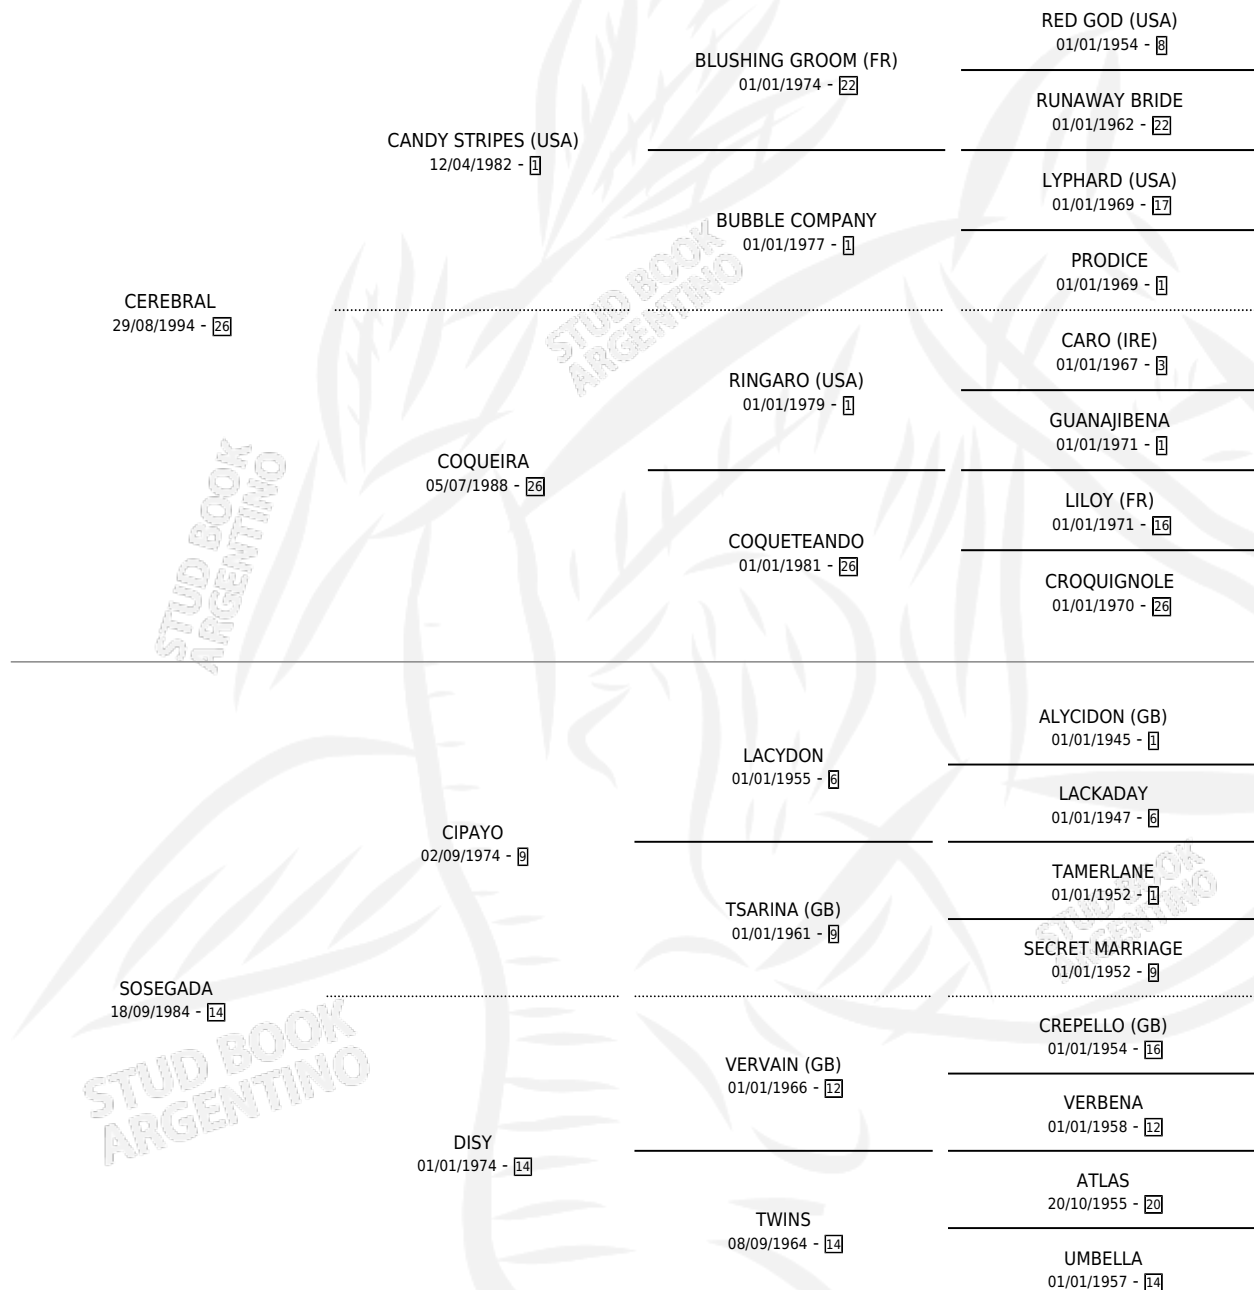 RED GOD (USA)
01/01/1954 - 8
BLUSHING GROOM (FR)
01/01/1974 - 22
RUNAWAY BRIDE
01/01/1962 - 22
CANDY STRIPES (USA)
12/04/1982 - 1
LYPHARD (USA)
01/01/1969 - 17
BUBBLE COMPANY
01/01/1977 - 1
PRODICE
01/01/1969 - 1
CEREBRAL
29/08/1994 - 26
CARO (IRE)
01/01/1967 - 3
RINGARO (USA)
01/01/1979 - 1
GUANAJIBENA
01/01/1971 - 1
COQUEIRA
05/07/1988 - 26
LILOY (FR)
01/01/1971 - 16
COQUETEANDO
01/01/1981 - 26
CROQUIGNOLE
01/01/1970 - 26
ALYCIDON (GB)
01/01/1945 - 1
LACYDON
01/01/1955 - 6
LACKADAY
01/01/1947 - 6
CIPAYO
02/09/1974 - 9
TAMERLANE
01/01/1952 - 1
TSARINA (GB)
01/01/1961 - 9
SECRET MARRIAGE
01/01/1952 - 9
SOSEGADA
18/09/1984 - 14
CREPELLO (GB)
01/01/1954 - 16
VERVAIN (GB)
01/01/1966 - 12
VERBENA
01/01/1958 - 12
DISY
01/01/1974 - 14
ATLAS
20/10/1955 - 20
TWINS
08/09/1964 - 14
UMBELLA
01/01/1957 - 14
STUD BOOK
ARGENTINO
STUD BOOK
ARGENTINO
STUD BOOK
ARGENTINO
STUD BOOK
ARGENTINO